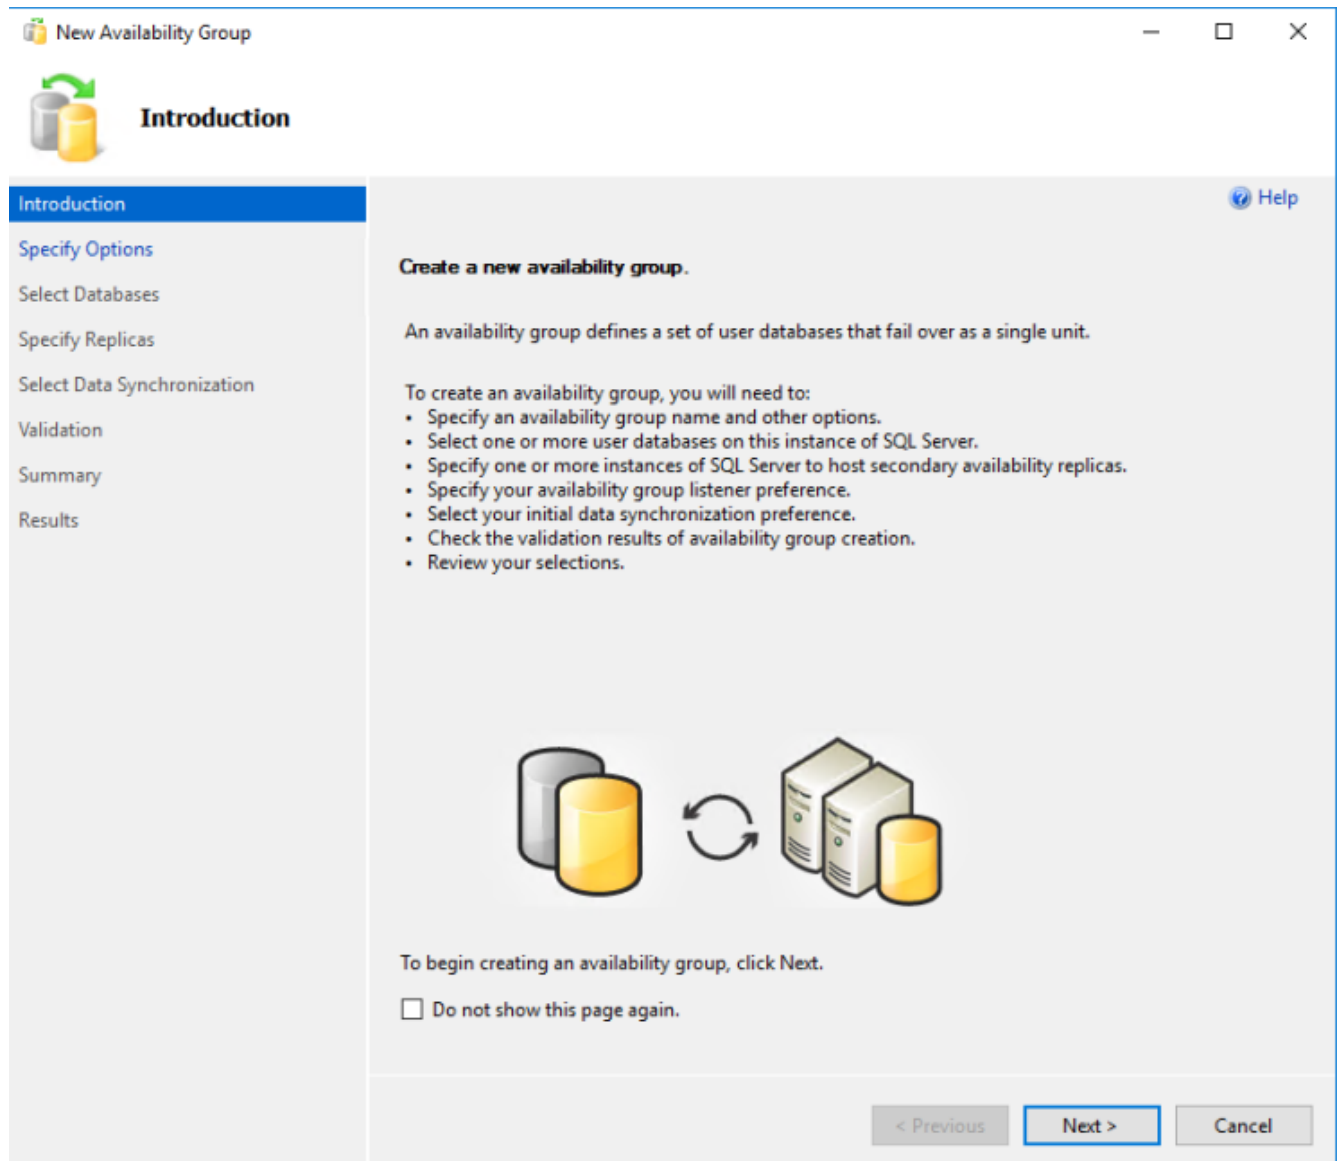 New Availability Group
Introduction
Introduction
Specify Options
Select Databases
Specify Replicas
Select Data Synchronization
Validation
Summary
Results
Help
Create a new availability group.
An availability group defines a set of user databases that fail over as a single unit.
To create an availability group, you will need to:
• Specify an availability group name and other options.
• Select one or more user databases on this instance of SQL Server.
• Specify one or more instances of SQL Server to host secondary availability replicas.
• Specify your availability group listener preference.
• Select your initial data synchronization preference.
• Check the validation results of availability group creation.
• Review your selections.
To begin creating an availability group, click Next.
Do not show this page again.
< Previous
Next >
Cancel